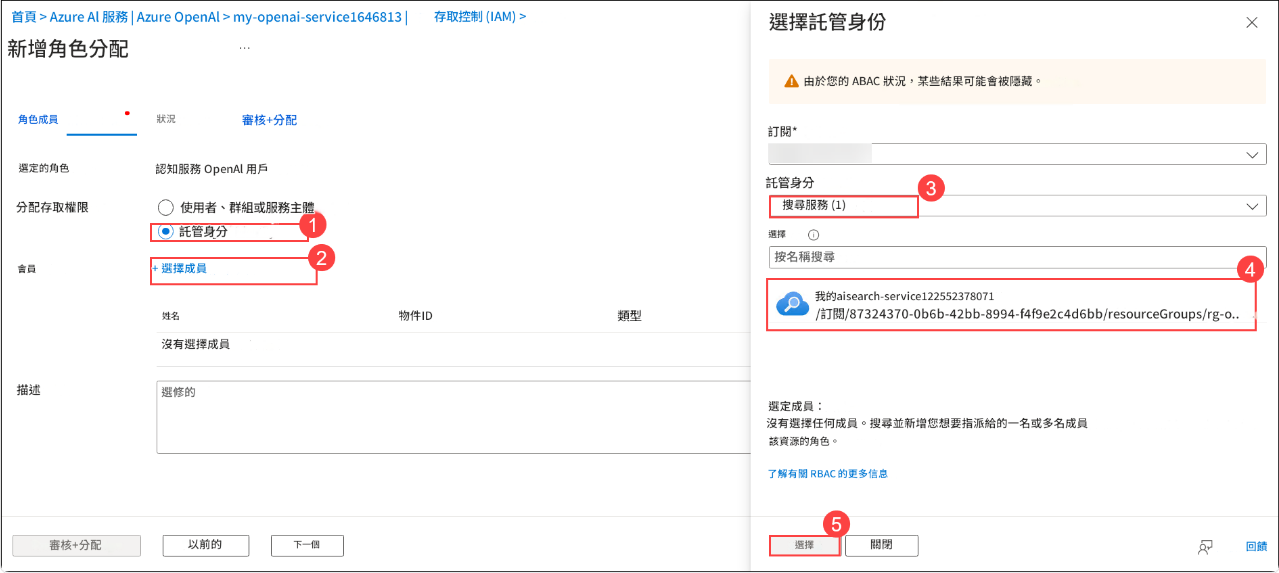 首頁 > Azure AI 服務 | Azure OpenAI > my-openai-service1646813 | 存取控制 (IAM) >
新增角色分配 ...
角色成員 狀況 審核+分配
選定的角色 認知服務 OpenAI 用戶
分配存取權限 使用者、群組或服務主體
託管身分 1
會員 + 選擇成員 2
姓名 物件ID 類型
沒有選擇成員
描述 選修的
審核+分配 以前的 下一個
選擇託管身份
由於您的 ABAC 狀況，某些結果可能會被隱藏。
訂閱*
託管身分 3
搜尋服務 (1)
選擇
按名稱搜尋
4
我的aisearch-service122552378071
/訂閱/87324370-0b6b-42bb-8994-f4f9e2c4d6bb/resourceGroups/rg-o..
選定成員：
沒有選擇任何成員。搜尋並新增您想要指派給的一名或多名成員
該資源的角色。
了解有關 RBAC 的更多信息
5
選擇 關閉 回饋